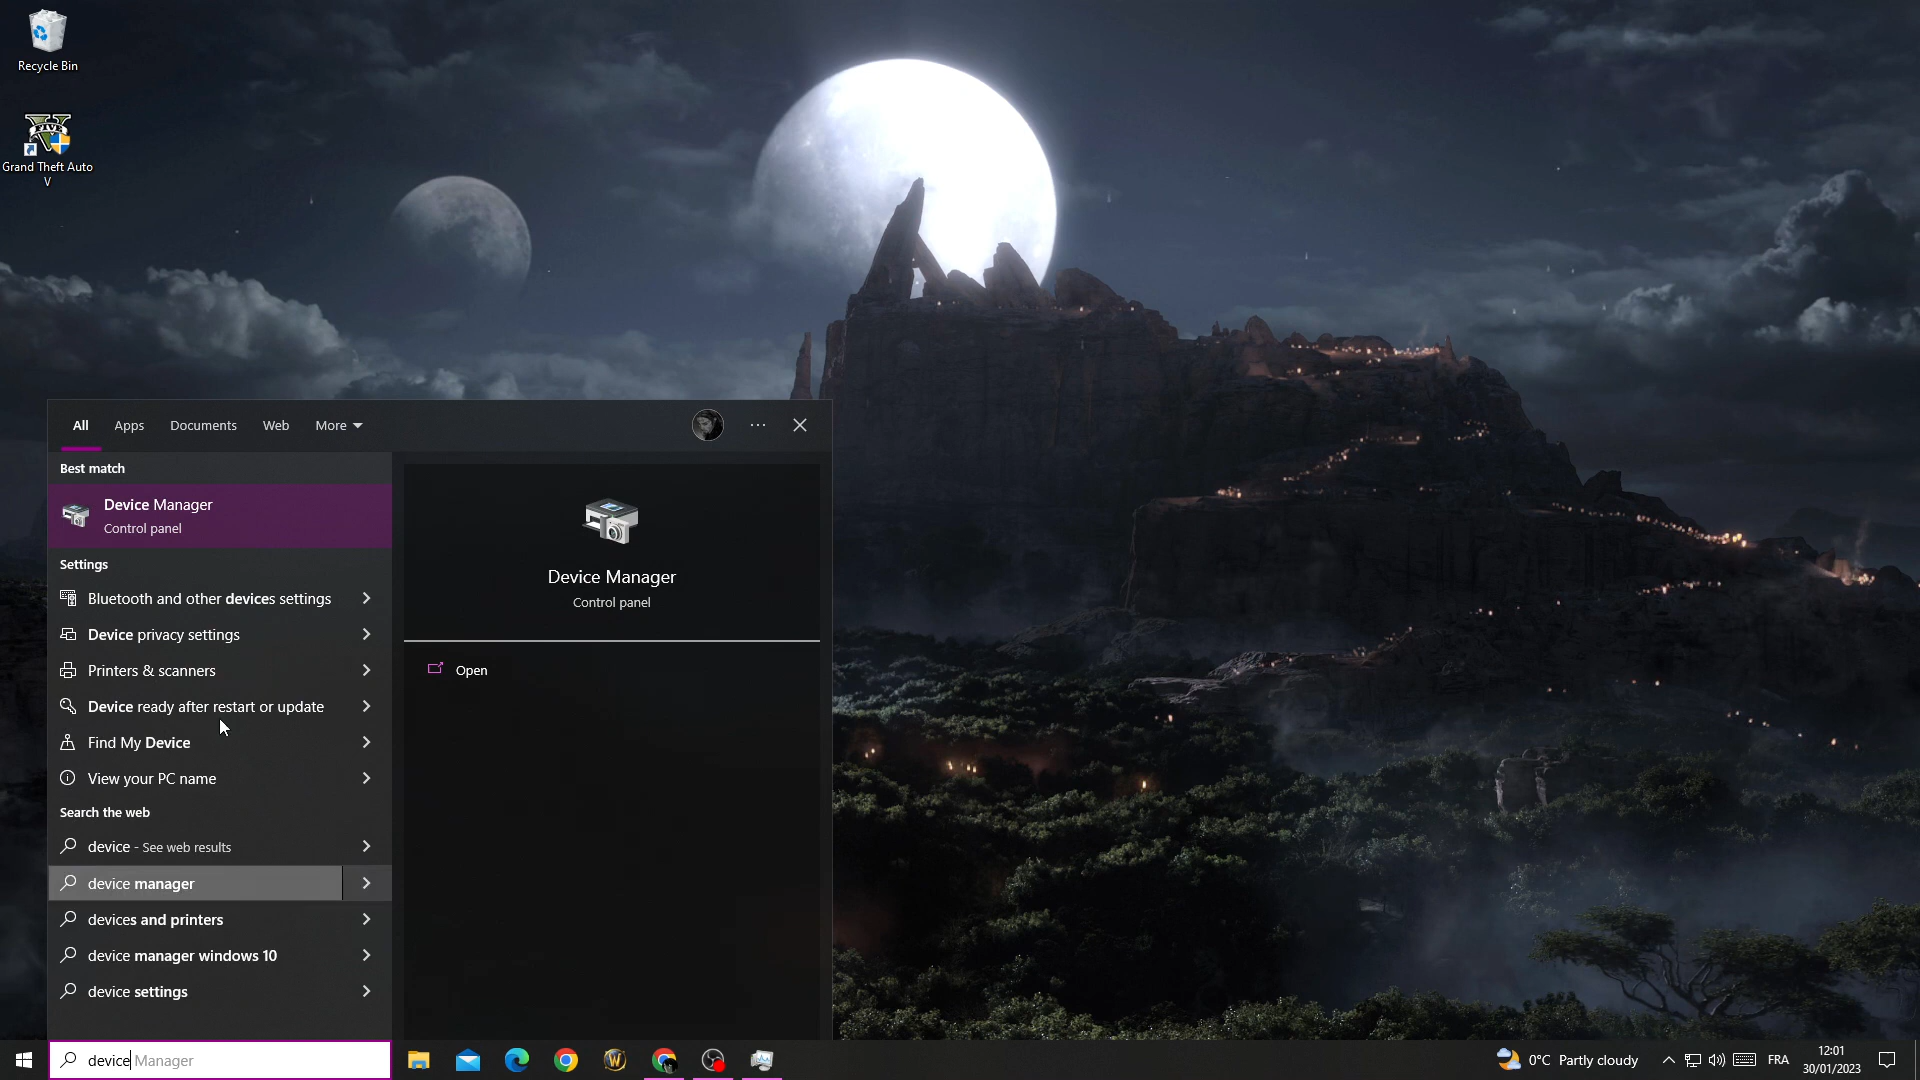 Recycle Bin
FIVE
Grand Theft Auto
V
All
Apps
Documents
Web
More
Best match
Device Manager
Control panel
Settings
Bluetooth and other devices settings
Device privacy settings
Printers & scanners
Device ready after restart or update
Find My Device
View your PC name
Search the web
device - See web results
device manager
devices and printers
device manager windows 10
device settings
Device Manager
Control panel
Open
device Manager
0°C Partly cloudy
FRA
12:01
30/01/2023